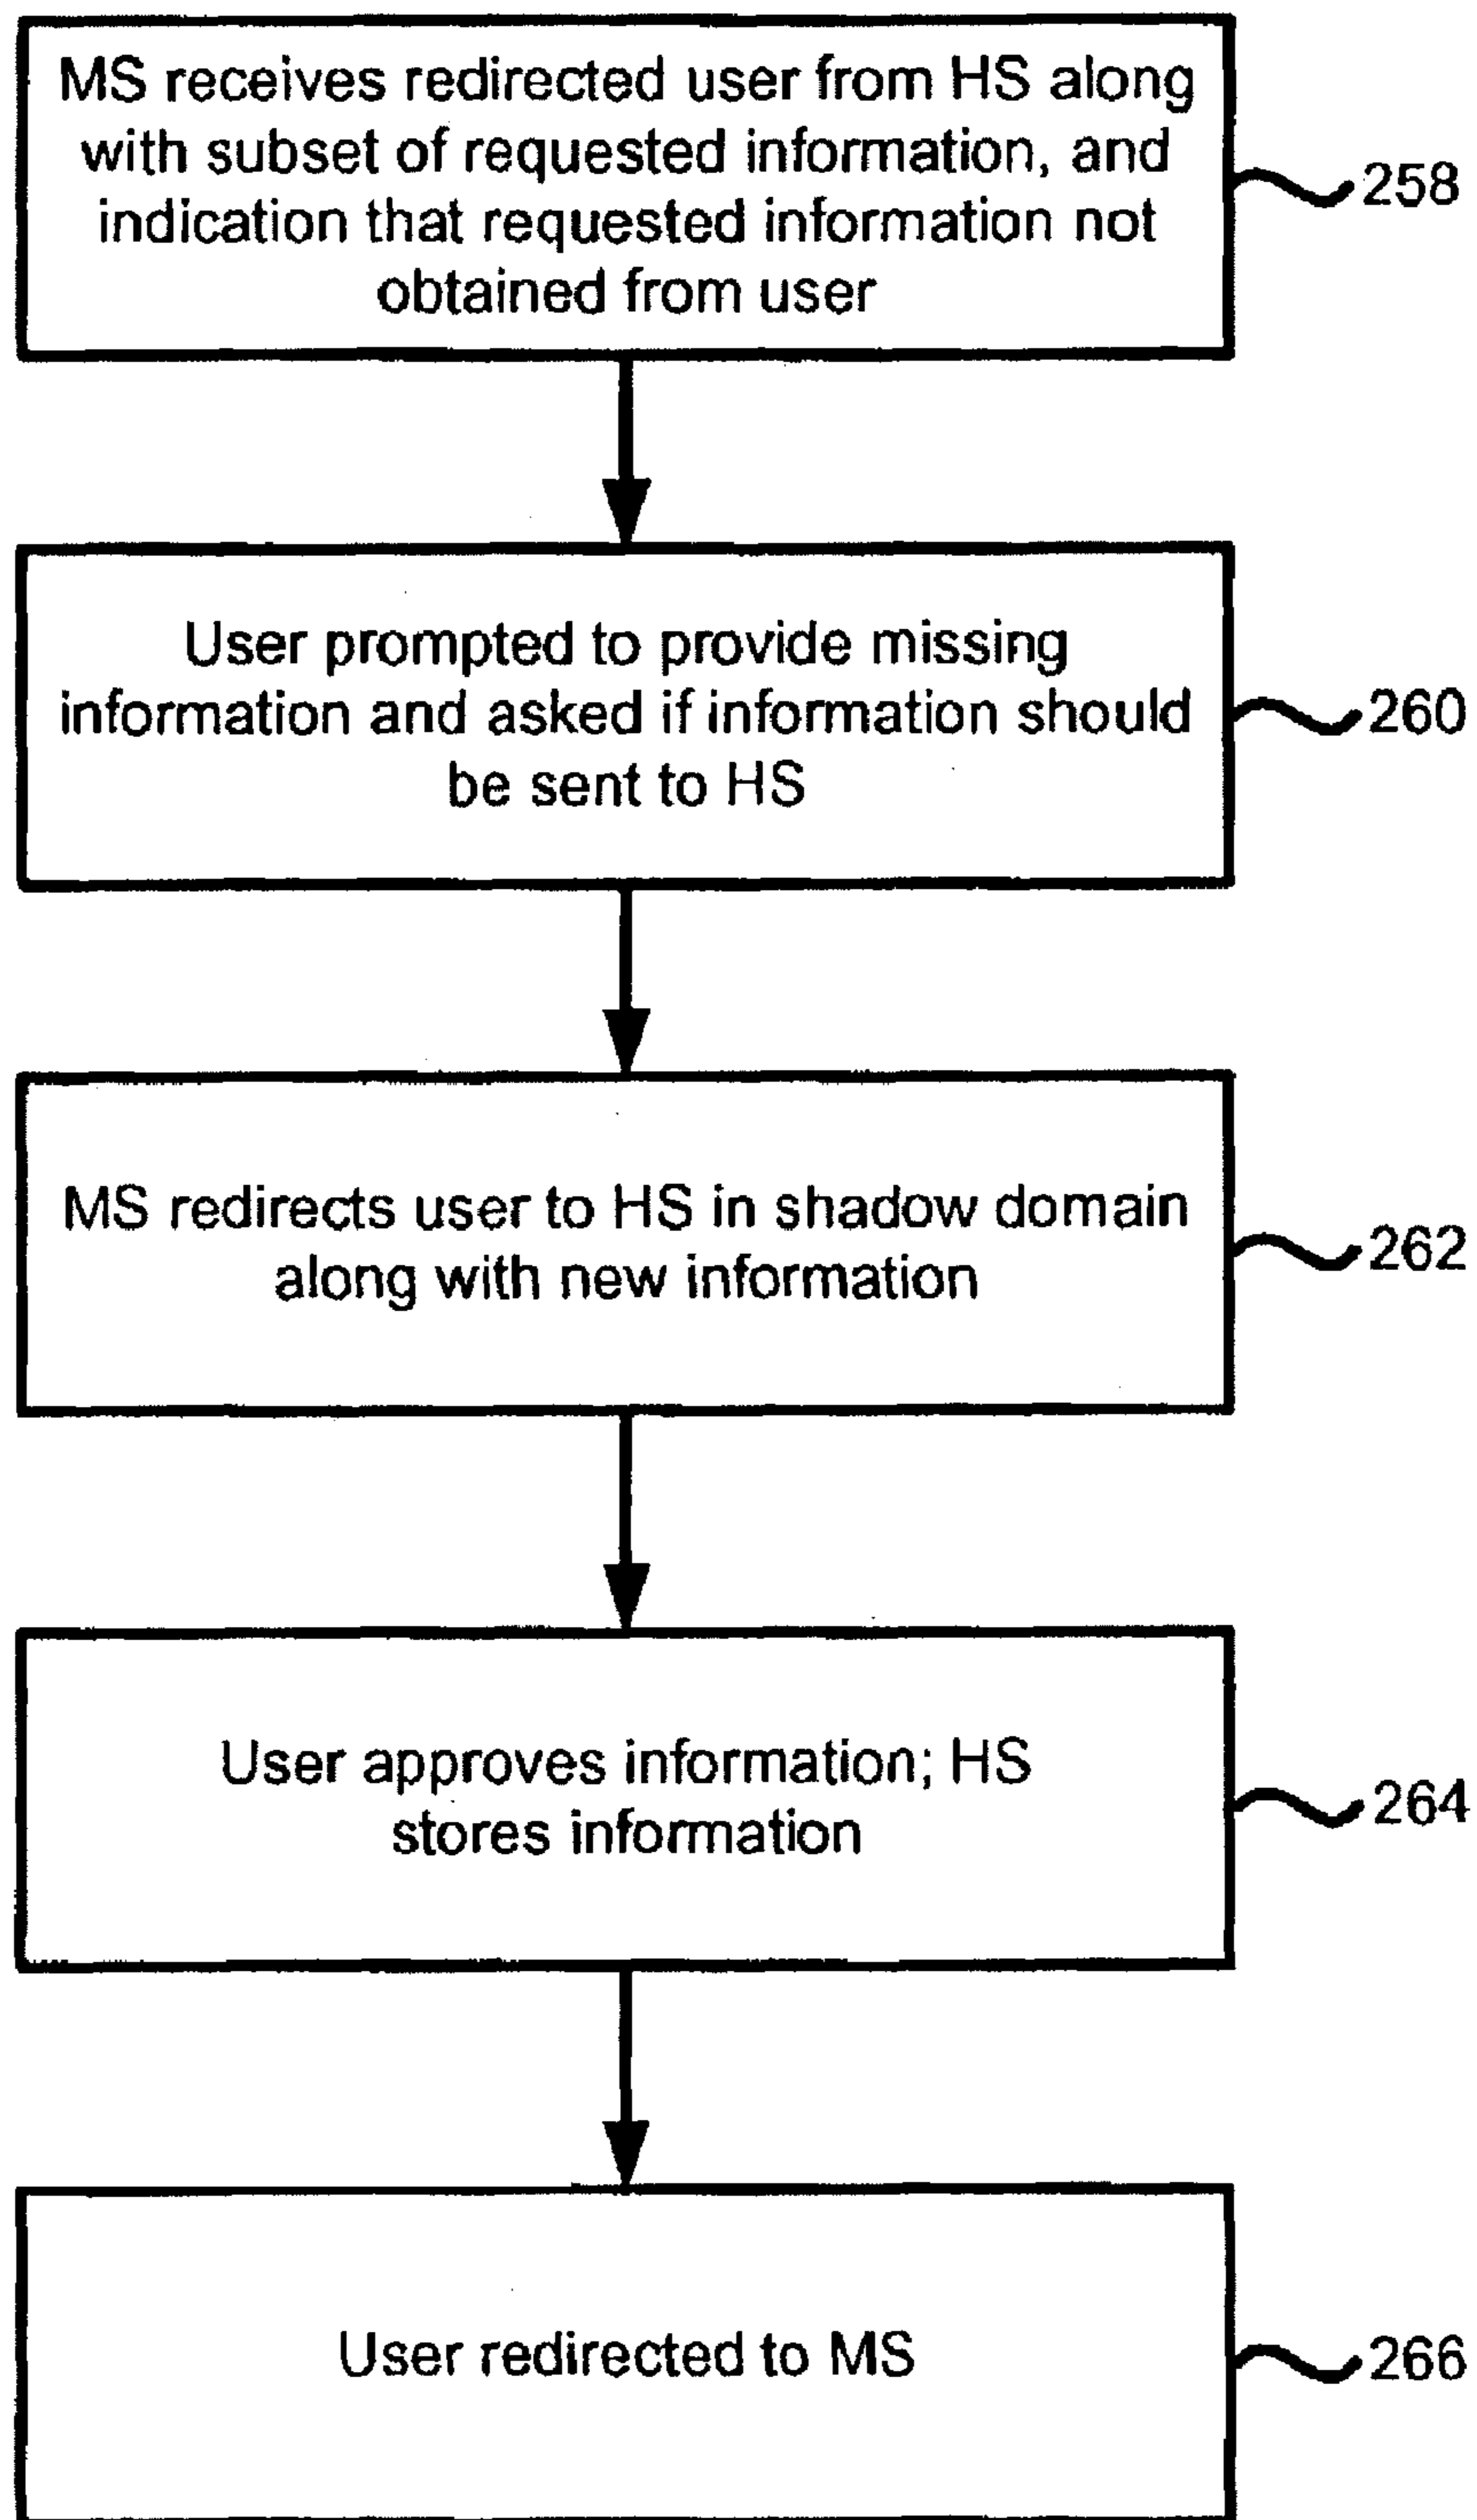 MS receives redirected user from HS along
with subset of requested information, and
indication that requested information not
obtained from user
258
User prompted to provide missing
information and asked if information should
be sent to HS
260
MS redirects user to HS in shadow domain
along with new information
262
User approves information; HS
stores information
264
User redirected to MS
266